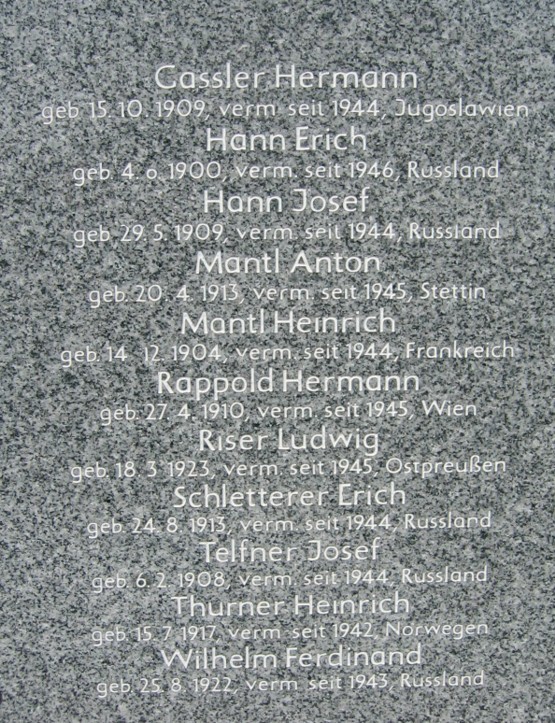 Gassler Hermann
geb. 15. 10. 1909, verm. seit 1944, Jugoslawien
Hann Erich
geb. 4. 6. 1900, verm. seit 1946, Russland
Hann Josef
geb. 29. 5. 1909, verm. seit 1944, Russland
Mantl Anton
geb. 20. 4. 1913, verm. seit 1945, Stettin
Mantl Heinrich
geb. 14. 12. 1904, verm. seit 1944, Frankreich
Rappold Hermann
geb. 27. 4. 1910, verm. seit 1945, Wien
Riser Ludwig
geb. 18. 3. 1923, verm. seit 1945, Ostpreußen
Schletterer Erich
geb. 24. 8. 1913, verm. seit 1944, Russland
Telfner Josef
geb. 6. 2. 1908, verm. seit 1944, Russland
Thurner Heinrich
geb. 15. 7. 1917, verm. seit 1942, Norwegen
Wilhelm Ferdinand
geb. 25. 8. 1922, verm. seit 1943, Russland